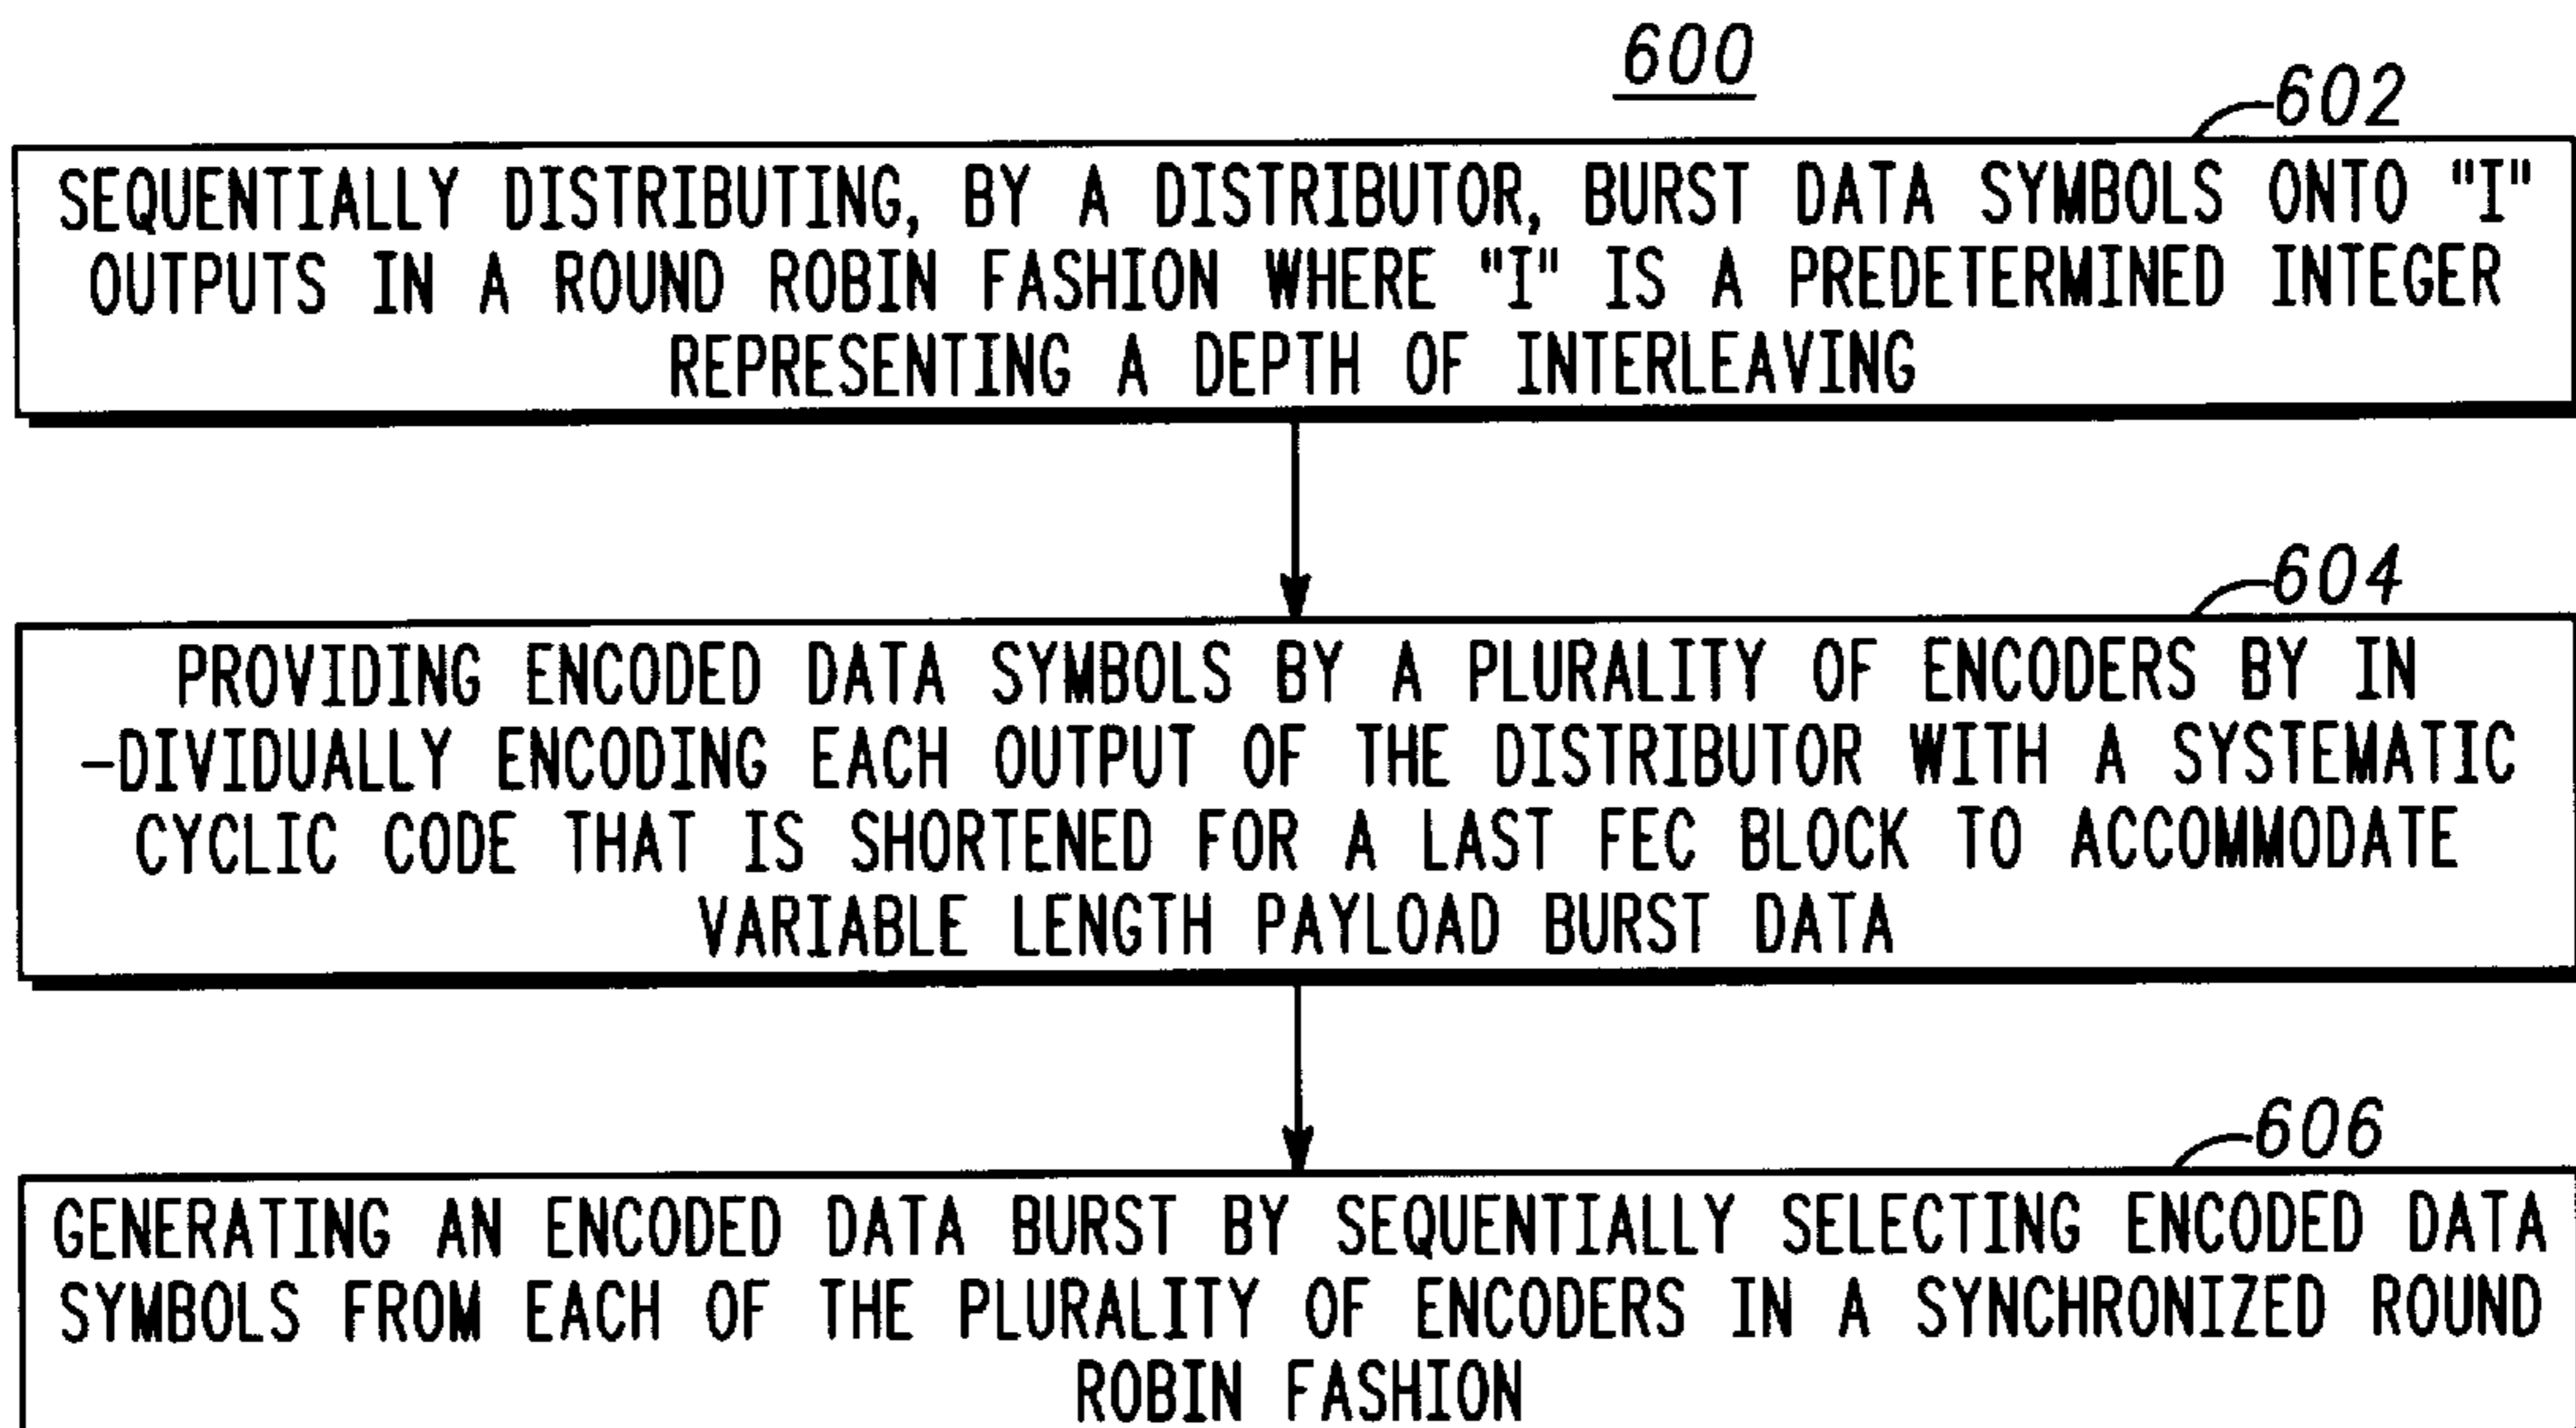 600
602
SEQUENTIALLY DISTRIBUTING, BY A DISTRIBUTOR, BURST DATA SYMBOLS ONTO "I"
OUTPUTS IN A ROUND ROBIN FASHION WHERE "I" IS A PREDETERMINED INTEGER
REPRESENTING A DEPTH OF INTERLEAVING
604
PROVIDING ENCODED DATA SYMBOLS BY A PLURALITY OF ENCODERS BY IN
-DIVIDUALLY ENCODING EACH OUTPUT OF THE DISTRIBUTOR WITH A SYSTEMATIC
CYCLIC CODE THAT IS SHORTENED FOR A LAST FEC BLOCK TO ACCOMMODATE
VARIABLE LENGTH PAYLOAD BURST DATA
606
GENERATING AN ENCODED DATA BURST BY SEQUENTIALLY SELECTING ENCODED DATA
SYMBOLS FROM EACH OF THE PLURALITY OF ENCODERS IN A SYNCHRONIZED ROUND
ROBIN FASHION